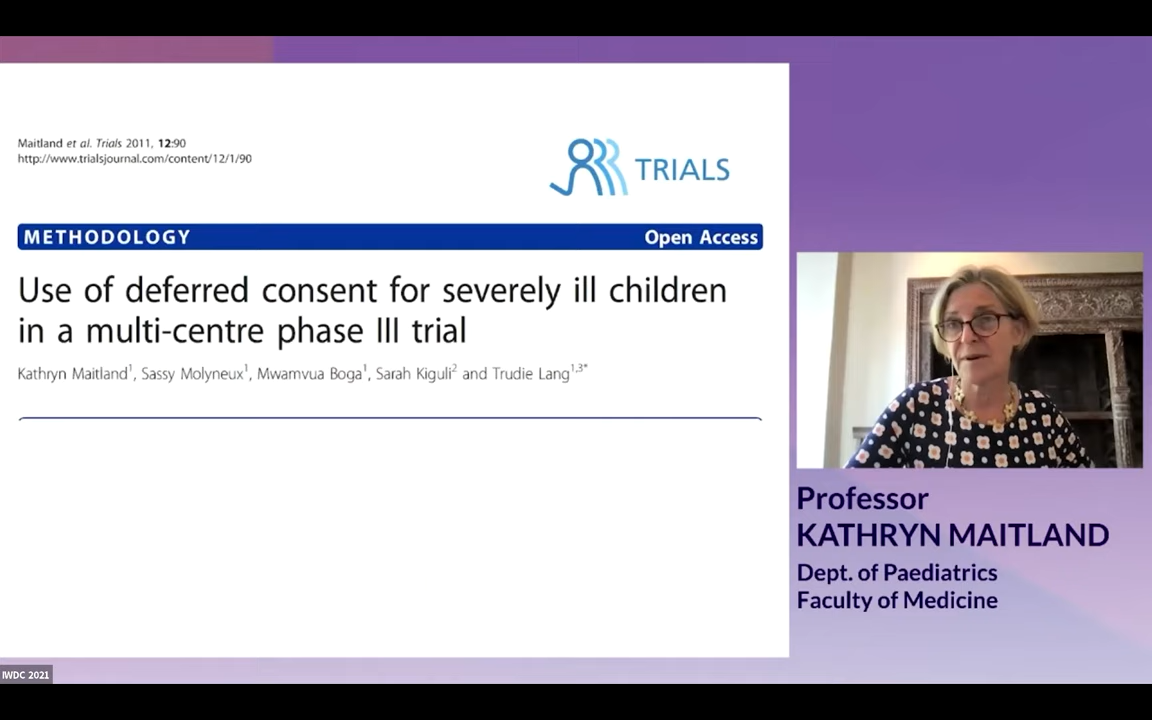 Maitland et al. Trials 2011, 12:90
http://www.trialsjournal.com/content/12/1/90
TRIALS
METHODOLOGY Open Access
Use of deferred consent for severely ill children
in a multi-centre phase III trial
Kathryn Maitland1, Sassy Molyneux1, Mwamvua Boga1, Sarah Kiguli2 and Trudie Lang1,3*
Professor
KATHRYN MAITLAND
Dept. of Paediatrics
Faculty of Medicine
IWDC 2021